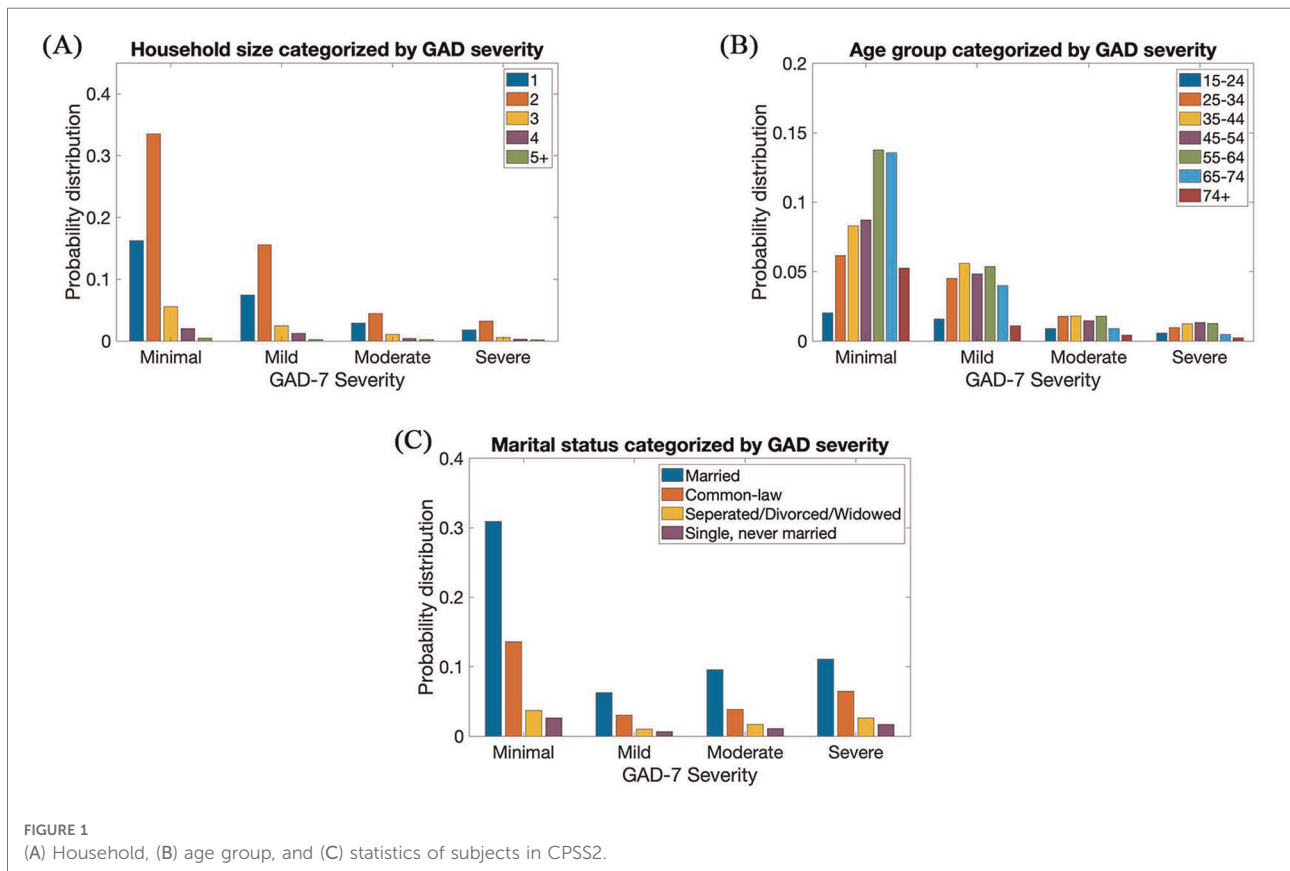 (A)
Household size categorized by GAD severity
0.4
0.3
0.2
0.1
0
Probability distribution
1
2
3
4
5+
Minimal Mild Moderate Severe
GAD-7 Severity
(B)
Age group categorized by GAD severity
0.2
0.15
0.1
0.05
0
Probability distribution
15-24
25-34
35-44
45-54
55-64
65-74
74+
Minimal Mild Moderate Severe
GAD-7 Severity
(C)
Marital status categorized by GAD severity
0.4
0.3
0.2
0.1
0
Probability distribution
Married
Common-law
Seperated/Divorced/Widowed
Single, never married
Minimal Mild Moderate Severe
GAD-7 Severity
FIGURE 1
(A) Household, (B) age group, and (C) statistics of subjects in CPSS2.